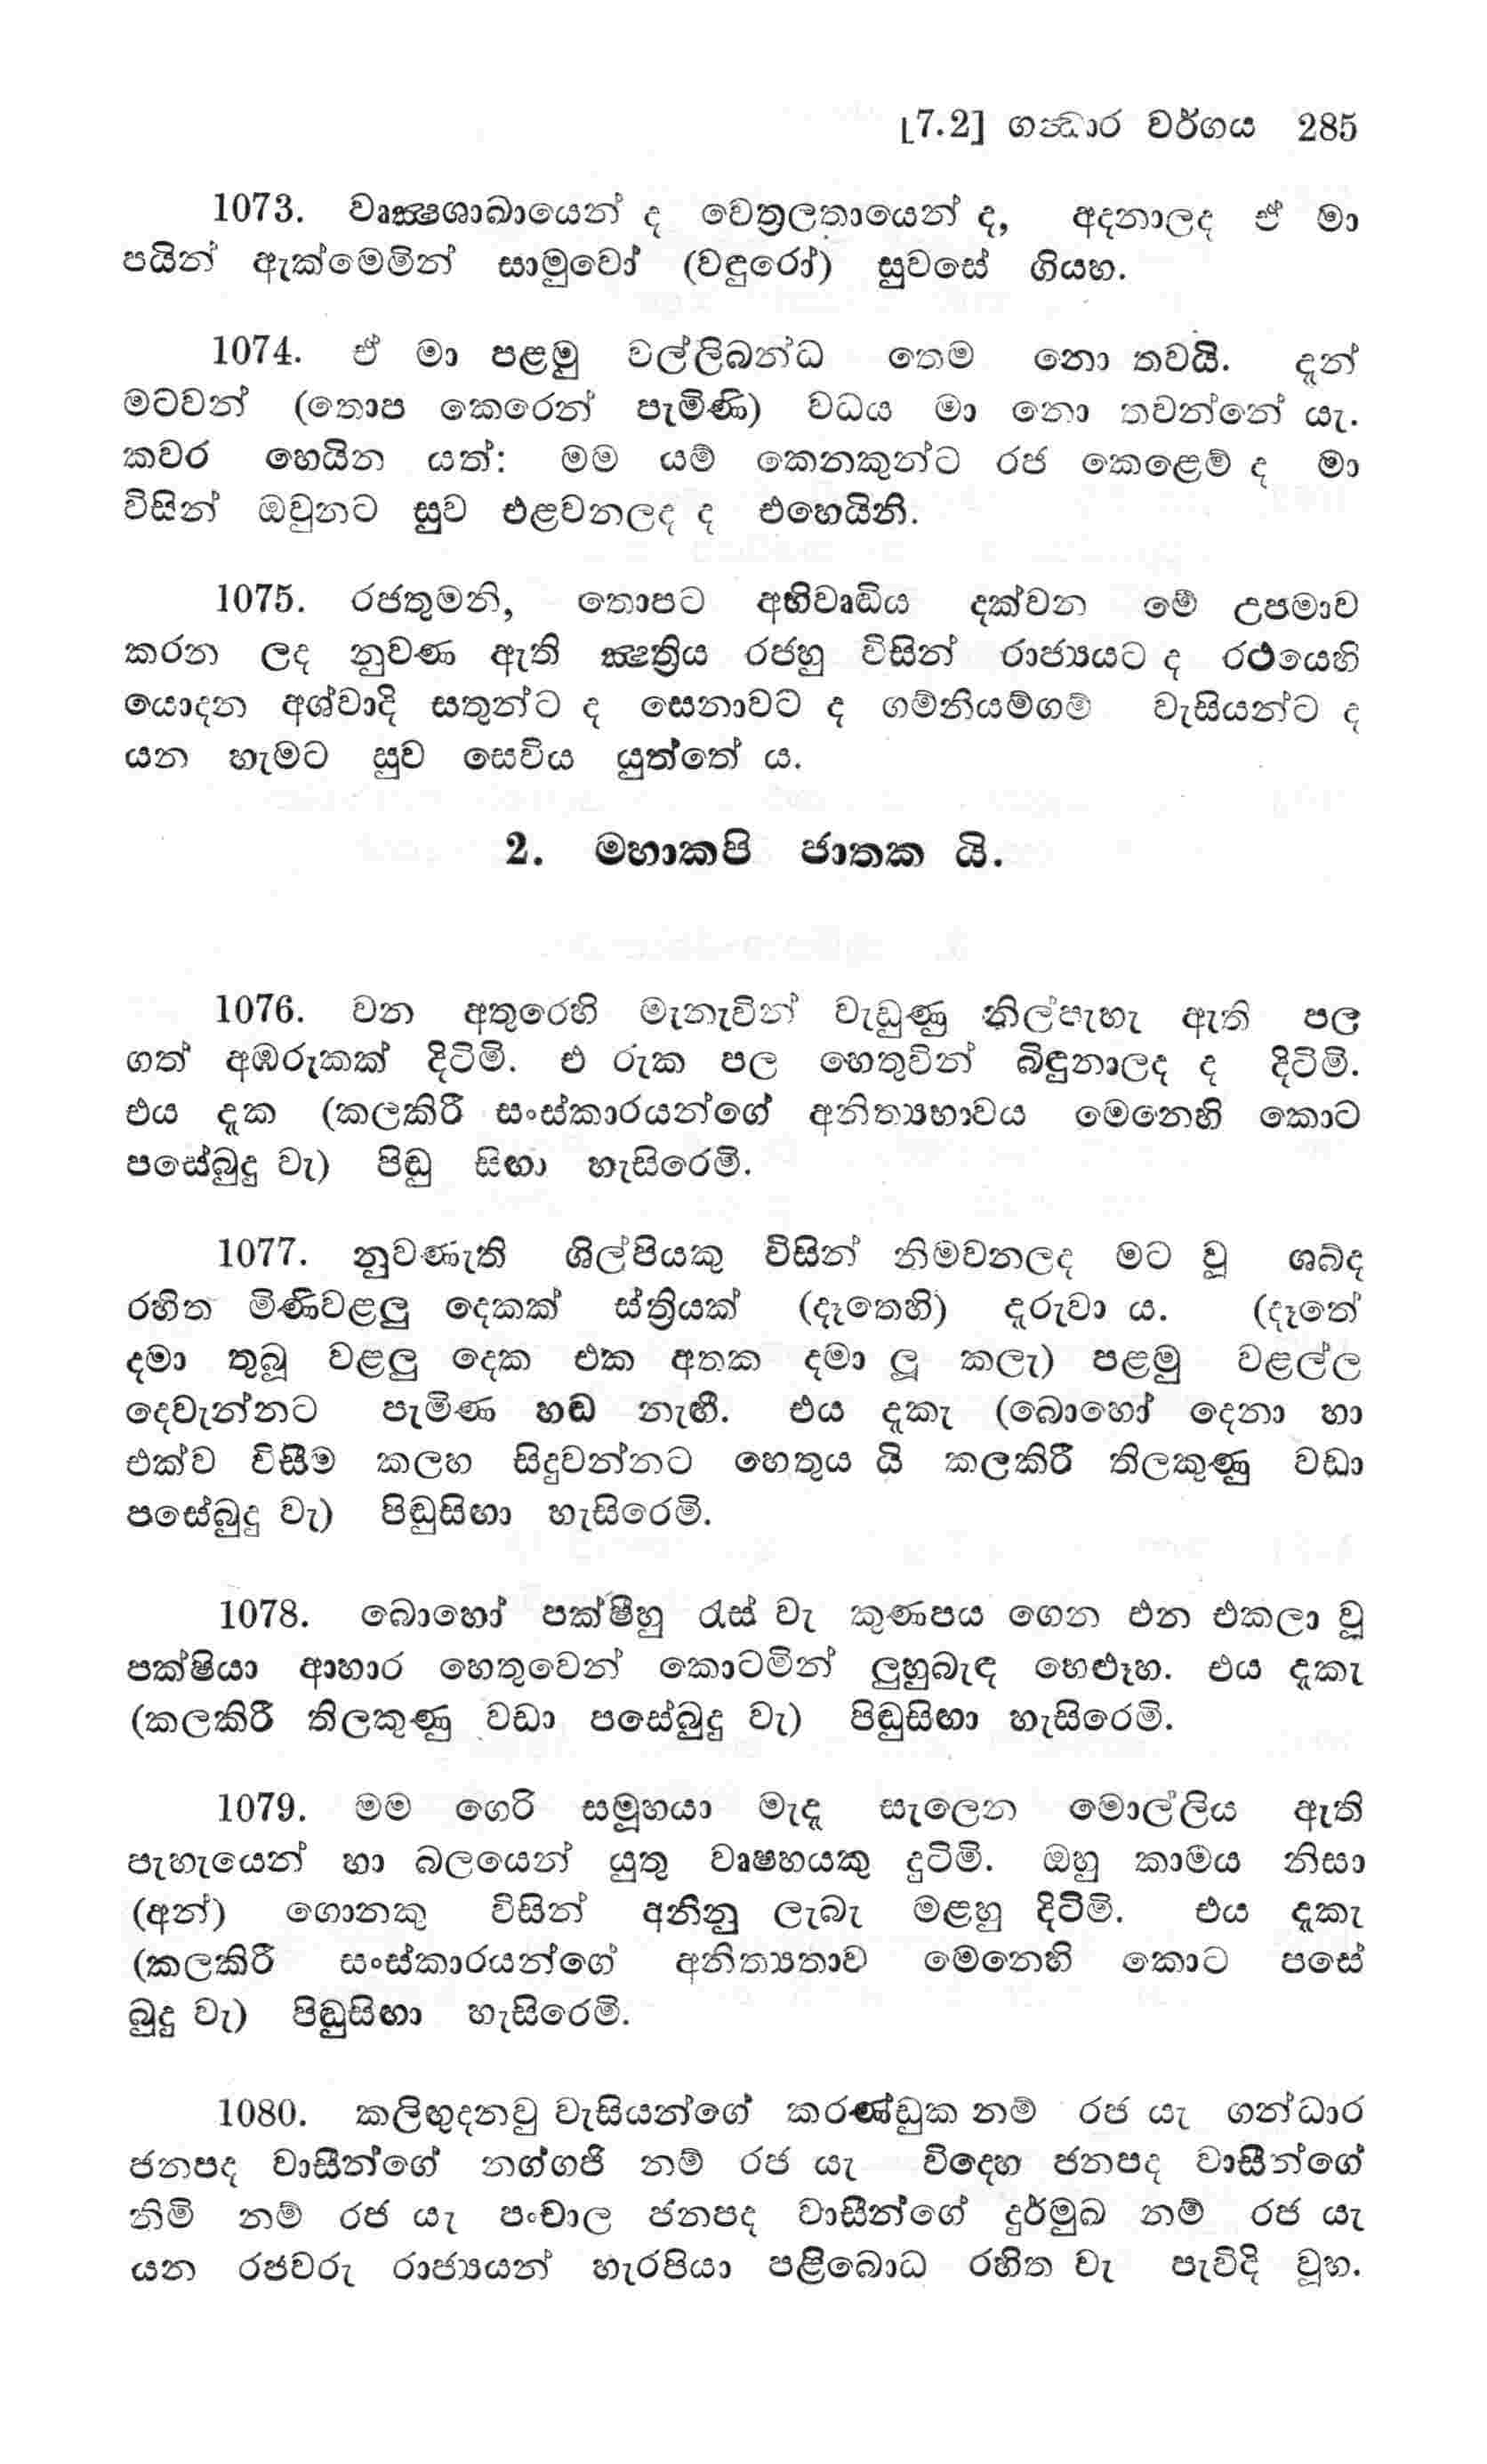 [7.2] ගන්‍ධාර වර්ගය 285
1073. වෘක්‍ෂශාඛායෙන් ද වෙත්‍රලතායෙන් ද, අදනාලද ඒ මා
පයින් ඇක්මෙමින් සාමුවෝ (වඳුරෝ) සුවසේ ගියහ.
1074. ඒ මා පළමු වල්ලිබන්ධ තෙම නො තවයි. දැන්
මටවන් (තොප කෙරෙන් පැමිණි) වධය මා නො තවන්නේ යැ.
කවර හෙයින යත්: මම යම් කෙනකුන්ට රජ කෙළෙම් ද මා
විසින් ඔවුනට සුව එළවනලද ද එහෙයිනි.
1075. රජතුමනි, තොපට අභිවෘද්‍ධිය දක්වන මේ උපමාව
කරන ලද නුවණ ඇති ක්‍ෂත්‍රිය රජහු විසින් රාජ්‍යයට ද රථයෙහි
යොදන අශ්වාදි සතුන්ට ද සෙනාවට ද ගම්නියම්ගම් වැසියන්ට ද
යන හැමට සුව සෙවිය යුත්තේ ය.
2. මහාකපි ජාතක යි.
1076. වන අතුරෙහි මැනැවින් වැඩුණු නිල්පැහැ ඇති පල
ගත් අඹරුකක් දිටිමි. එ රුක පල හෙතුවින් බිඳුනාලද ද දිටිමි.
එය දැක (කලකිරී සංස්කාරයන්ගේ අනිත්‍යභාවය මෙනෙහි කොට
පසේබුදු වැ) පිඬු සිඟා හැසිරෙමි.
1077. නුවණැති ශිල්පියකු විසින් නිමවනලද මට වූ ශබ්ද
රහිත මිණිවළලු දෙකක් ස්ත්‍රියක් (දෑතෙහි) දැරුවා ය. (දෑතේ
දමා තුබූ වළලු දෙක එක අතක දමා ලූ කලැ) පළමු වළල්ල
දෙවැන්නට පැමිණ හඬ නැඟී. එය දැකැ (බොහෝ දෙනා හා
එක්ව විසීම කලහ සිදුවන්නට හෙතුය යි කලකිරී තිලකුණු වඩා
පසේබුදු වැ) පිඬුසිඟා හැසිරෙමි.
1078. බොහෝ පක්ෂීහු රැස් වැ කුණපය ගෙන එන එකලා වූ
පක්ෂියා ආහාර හෙතුවෙන් කොටමින් ලුහුබැඳ හෙළූහ. එය දැකැ
(කලකිරී තිලකුණු වඩා පසේබුදු වැ) පිඬුසිඟා හැසිරෙමි.
1079. මම ගෙරි සමූහයා මැදැ සැලෙන මොල්ලිය ඇති
පැහැයෙන් හා බලයෙන් යුතු වෘෂභයකු දුටිමි. ඔහු කාමය නිසා
(අන්) ගොනකු විසින් අනිනු ලැබැ මළහු දිටිමි. එය දැකැ
(කලකිරී සංස්කාරයන්ගේ අනිත්‍යතාව මෙනෙහි කොට පසේ
බුදු වැ) පිඬුසිඟා හැසිරෙමි.
1080. කලිඟුදනවු වැසියන්ගේ කරණ්ඩුක නම් රජ යැ ගන්ධාර
ජනපද වාසීන්ගේ නග්ගජි නම් රජ යැ විදෙහ ජනපද වාසීන්ගේ
නිමි නම් රජ යැ පංචාල ජනපද වාසීන්ගේ දුර්මුඛ නම් රජ යැ
යන රජවරු රාජ්‍යයන් හැරපියා පළිබොධ රහිත වැ පැවිදි වූහ.